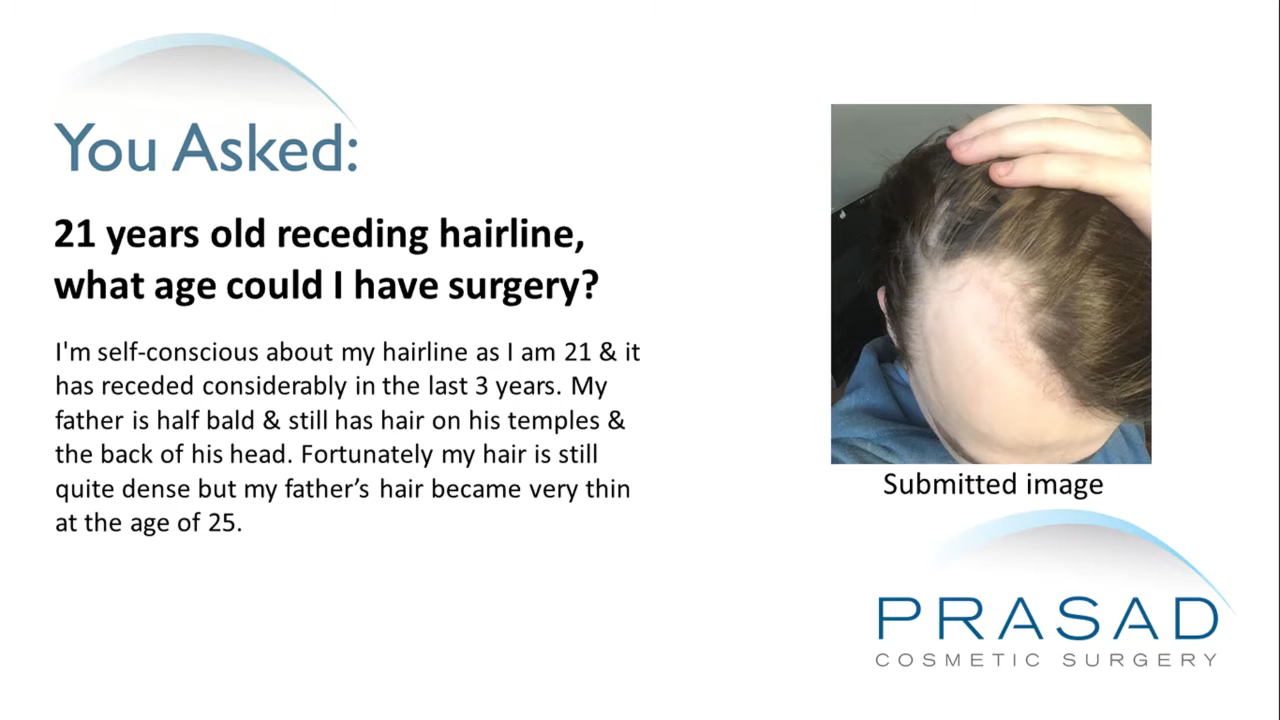 You Asked:
21 years old receding hairline,
what age could I have surgery?
I'm self-conscious about my hairline as I am 21 & it
has receded considerably in the last 3 years. My
father is half bald & still has hair on his temples &
the back of his head. Fortunately my hair is still
quite dense but my father’s hair became very thin
at the age of 25.
Submitted image
PRASAD
COSMETIC SURGERY